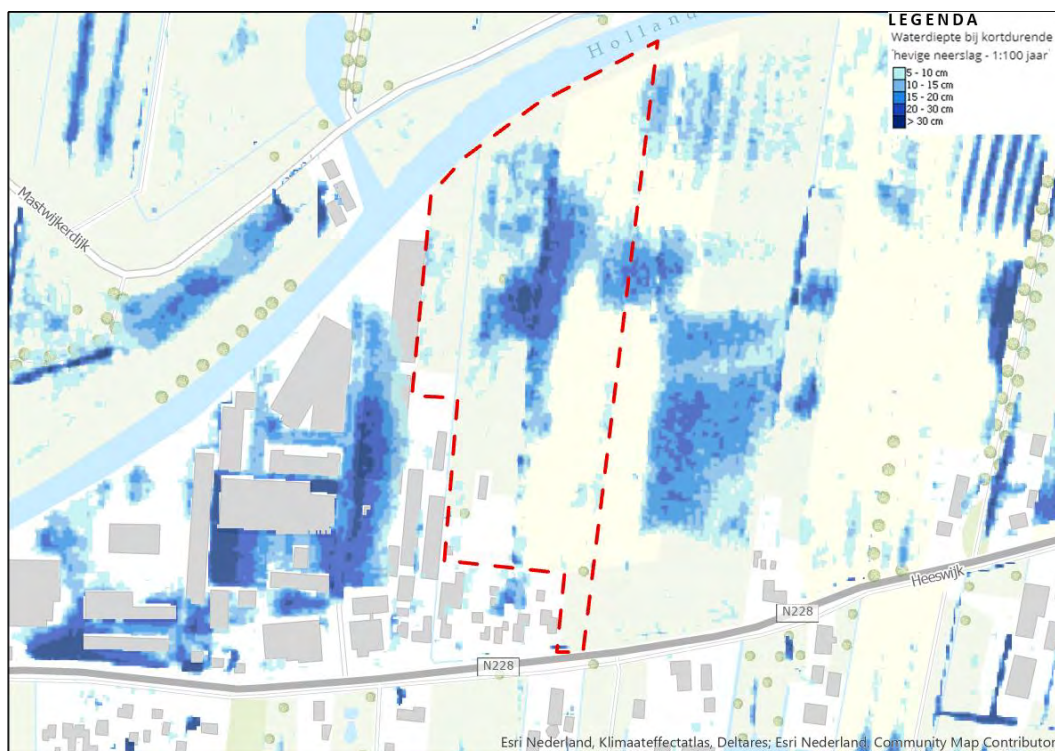 LEGENDA
Waterdiepte bij kortdurende
hevige neerslag - 1:100 jaar
5 - 10 cm
10 - 15 cm
15 - 20 cm
20 - 30 cm
> 30 cm
Holland
Mastwijkerdijk
Heeswijk
N228
N228
Esri Nederland, Klimaateffectatlas, Deltares; Esri Nederland, Community Map Contributor